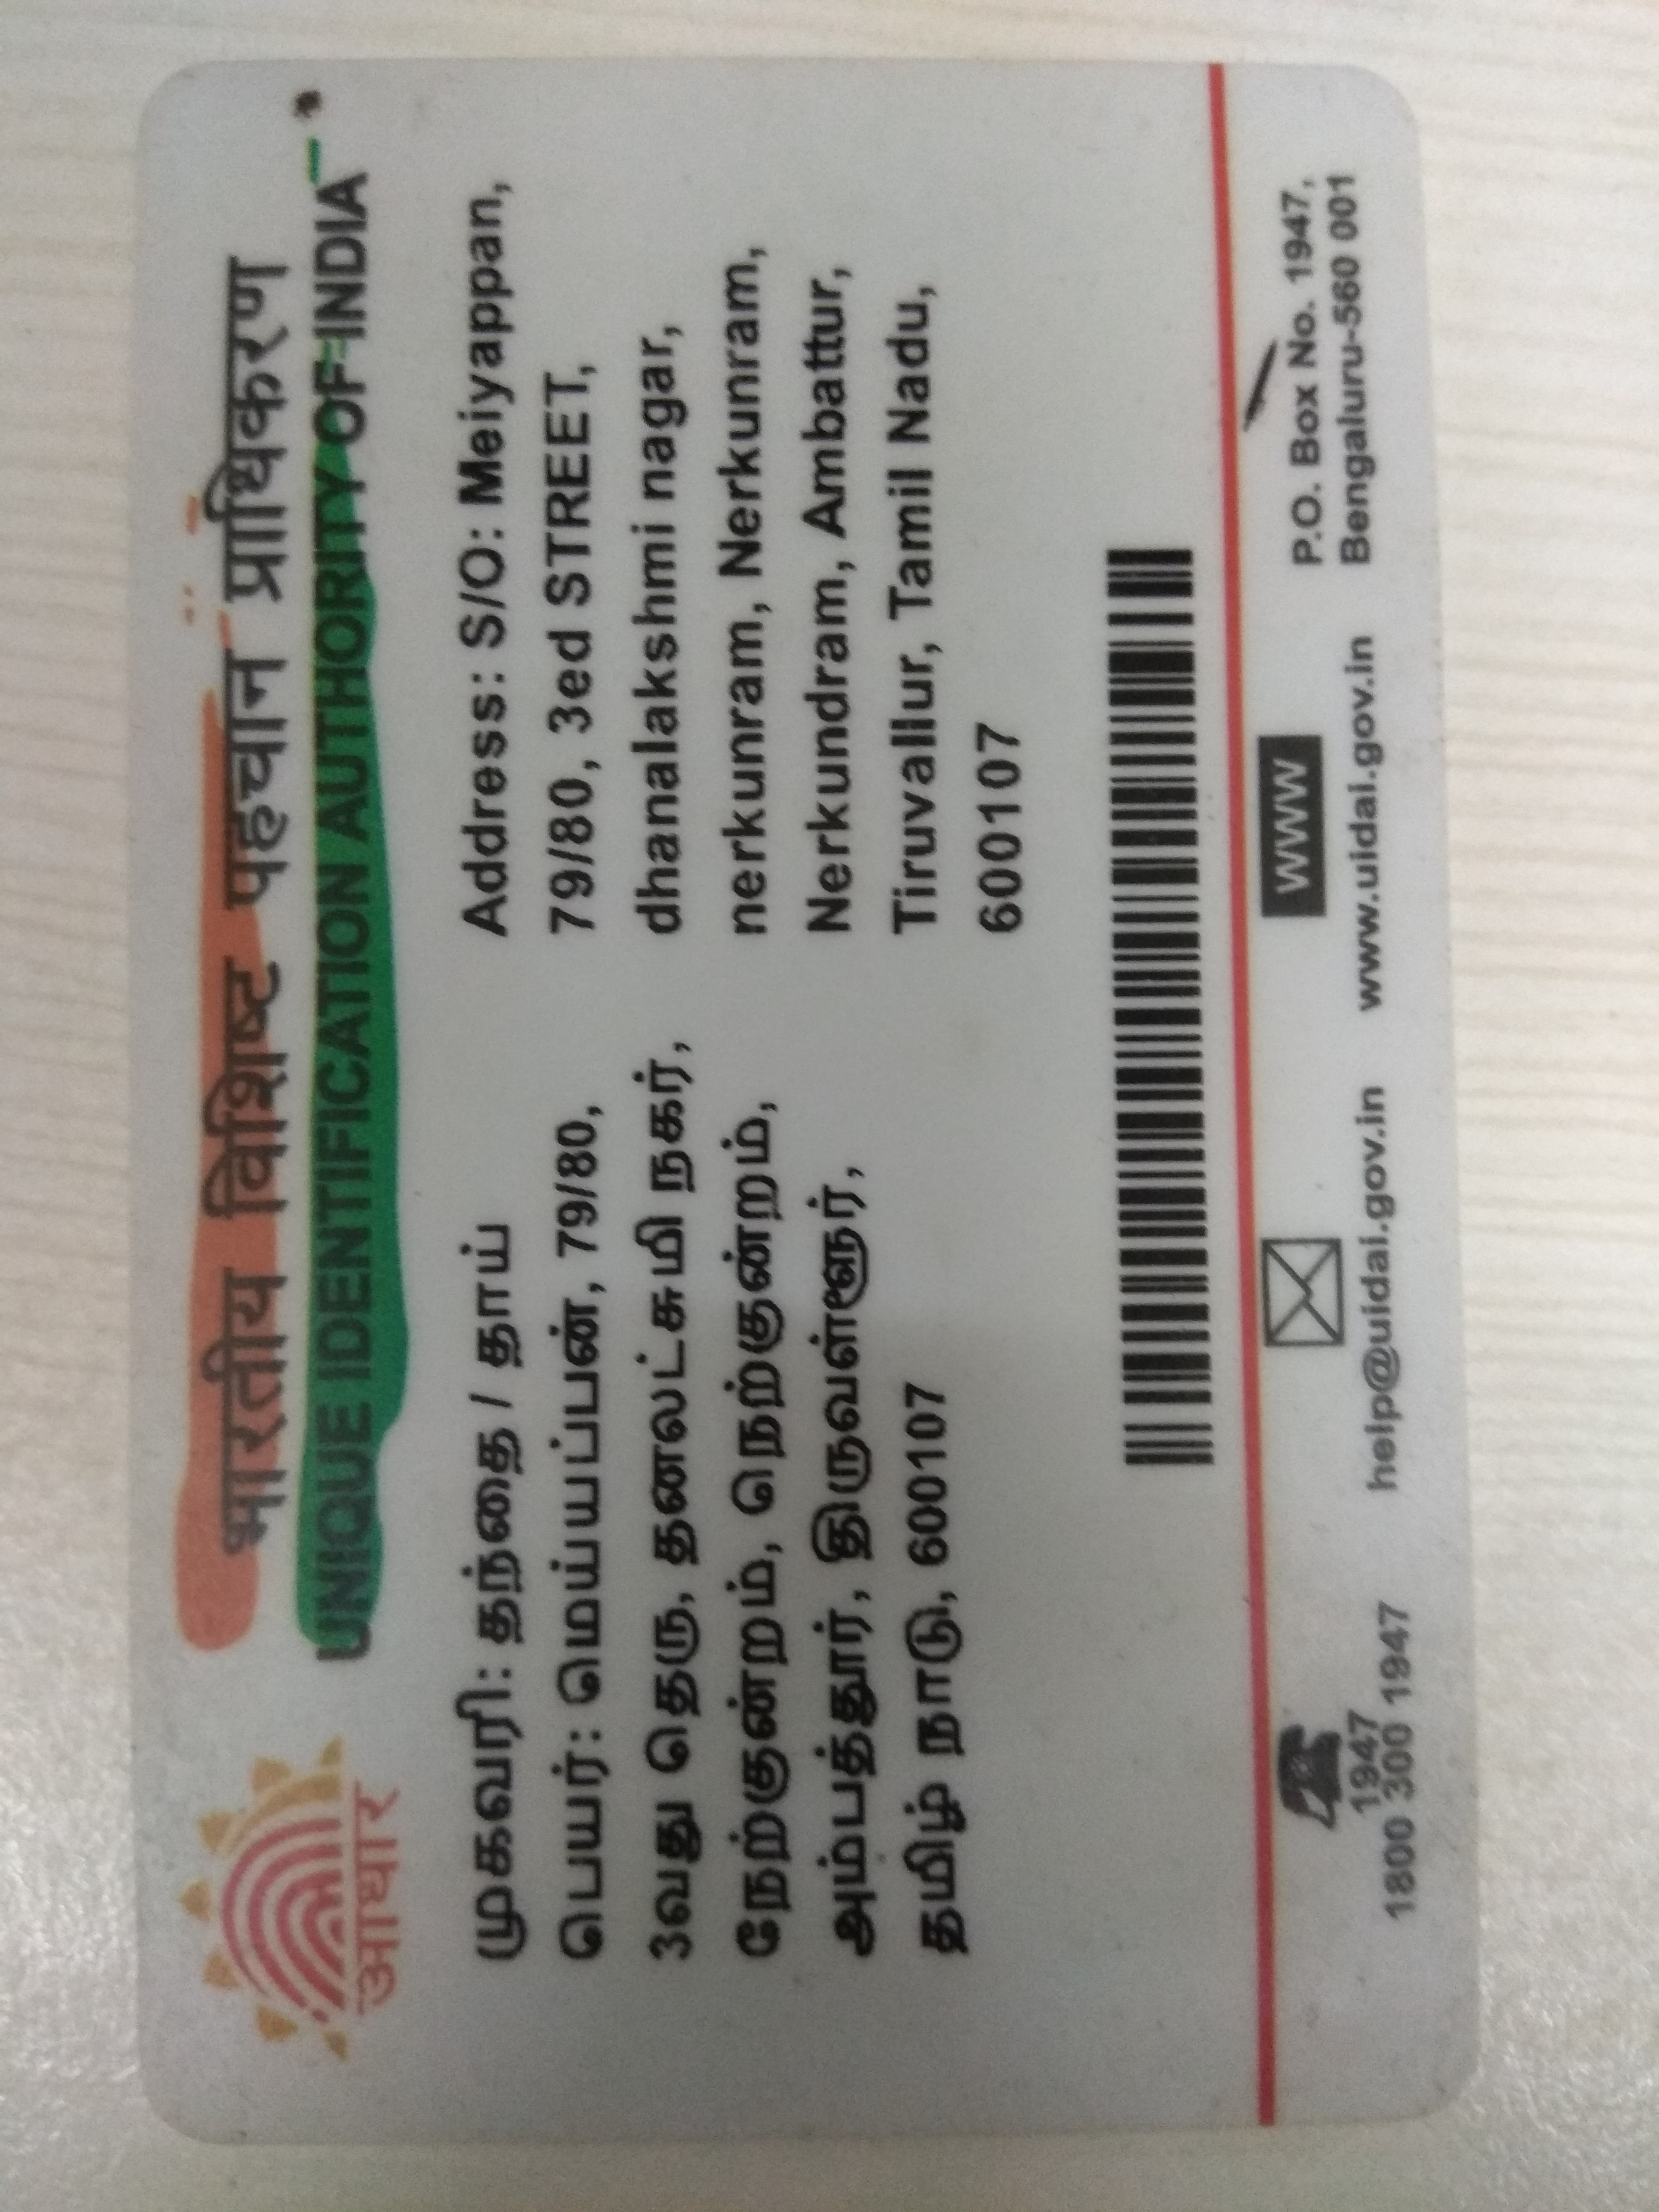 भारतीय विशिष्ट पहचान प्राधिकरण
UNIQUE IDENTIFICATION AUTHORITY OF INDIA
आधार
முகவரி: தந்தை / தாய்
பெயர்: மெய்யப்பன், 79/80,
3வது தெரு, தனலட்சுமி நகர்,
நேற்குன்றம், நெற்குன்றம்,
அம்பத்தூர், திருவள்ளூர்,
தமிழ் நாடு, 600107
Address: S/O: Meiyappan,
79/80, 3ed STREET,
dhanalakshmi nagar,
nerkunram, Nerkunram,
Nerkundram, Ambattur,
Tiruvallur, Tamil Nadu,
600107
1947
1800 300 1947
help@uidai.gov.in
WWW
www.uidai.gov.in
P.O. Box No. 1947,
Bengaluru-560 001